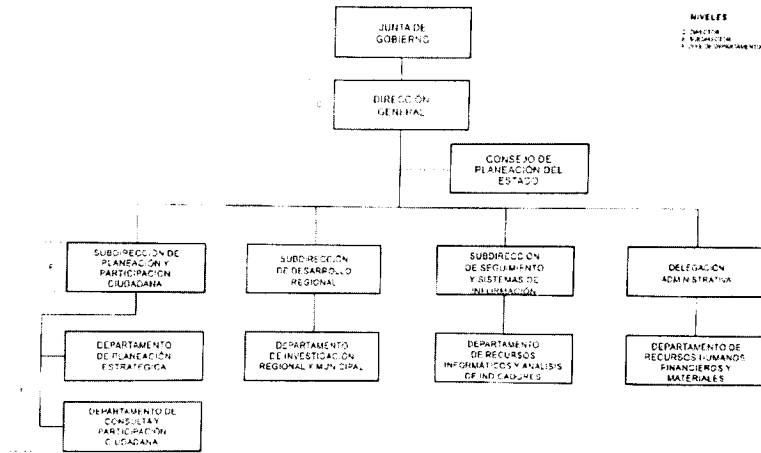 JUNTA DE
GOBIERNO
NIVELES
DIRECCIÓN
GENERAL
CONSEJO DE
PLANEACIÓN DEL
ESTADO
SUBDIRECCIÓN DE
PLANEACIÓN Y
PARTICIPACIÓN
CIUDADANA
SUBDIRECCIÓN
DE DESARROLLO
REGIONAL
SUBDIRECCIÓN
DE SEGUIMIENTO
Y SISTEMAS DE
INFORMACIÓN
DELEGACIÓN
ADMINISTRATIVA
DEPARTAMENTO
DE PLANEACIÓN
ESTRATÉGICA
DEPARTAMENTO
DE INVESTIGACIÓN
REGIONAL Y MUNICIPAL
DEPARTAMENTO
DE RECURSOS
INFORMÁTICOS Y ANÁLISIS
DE INDICADORES
DEPARTAMENTO DE
RECURSOS HUMANOS
FINANCIEROS Y
MATERIALES
DEPARTAMENTO DE
CONSULTA Y
PARTICIPACIÓN
CIUDADANA